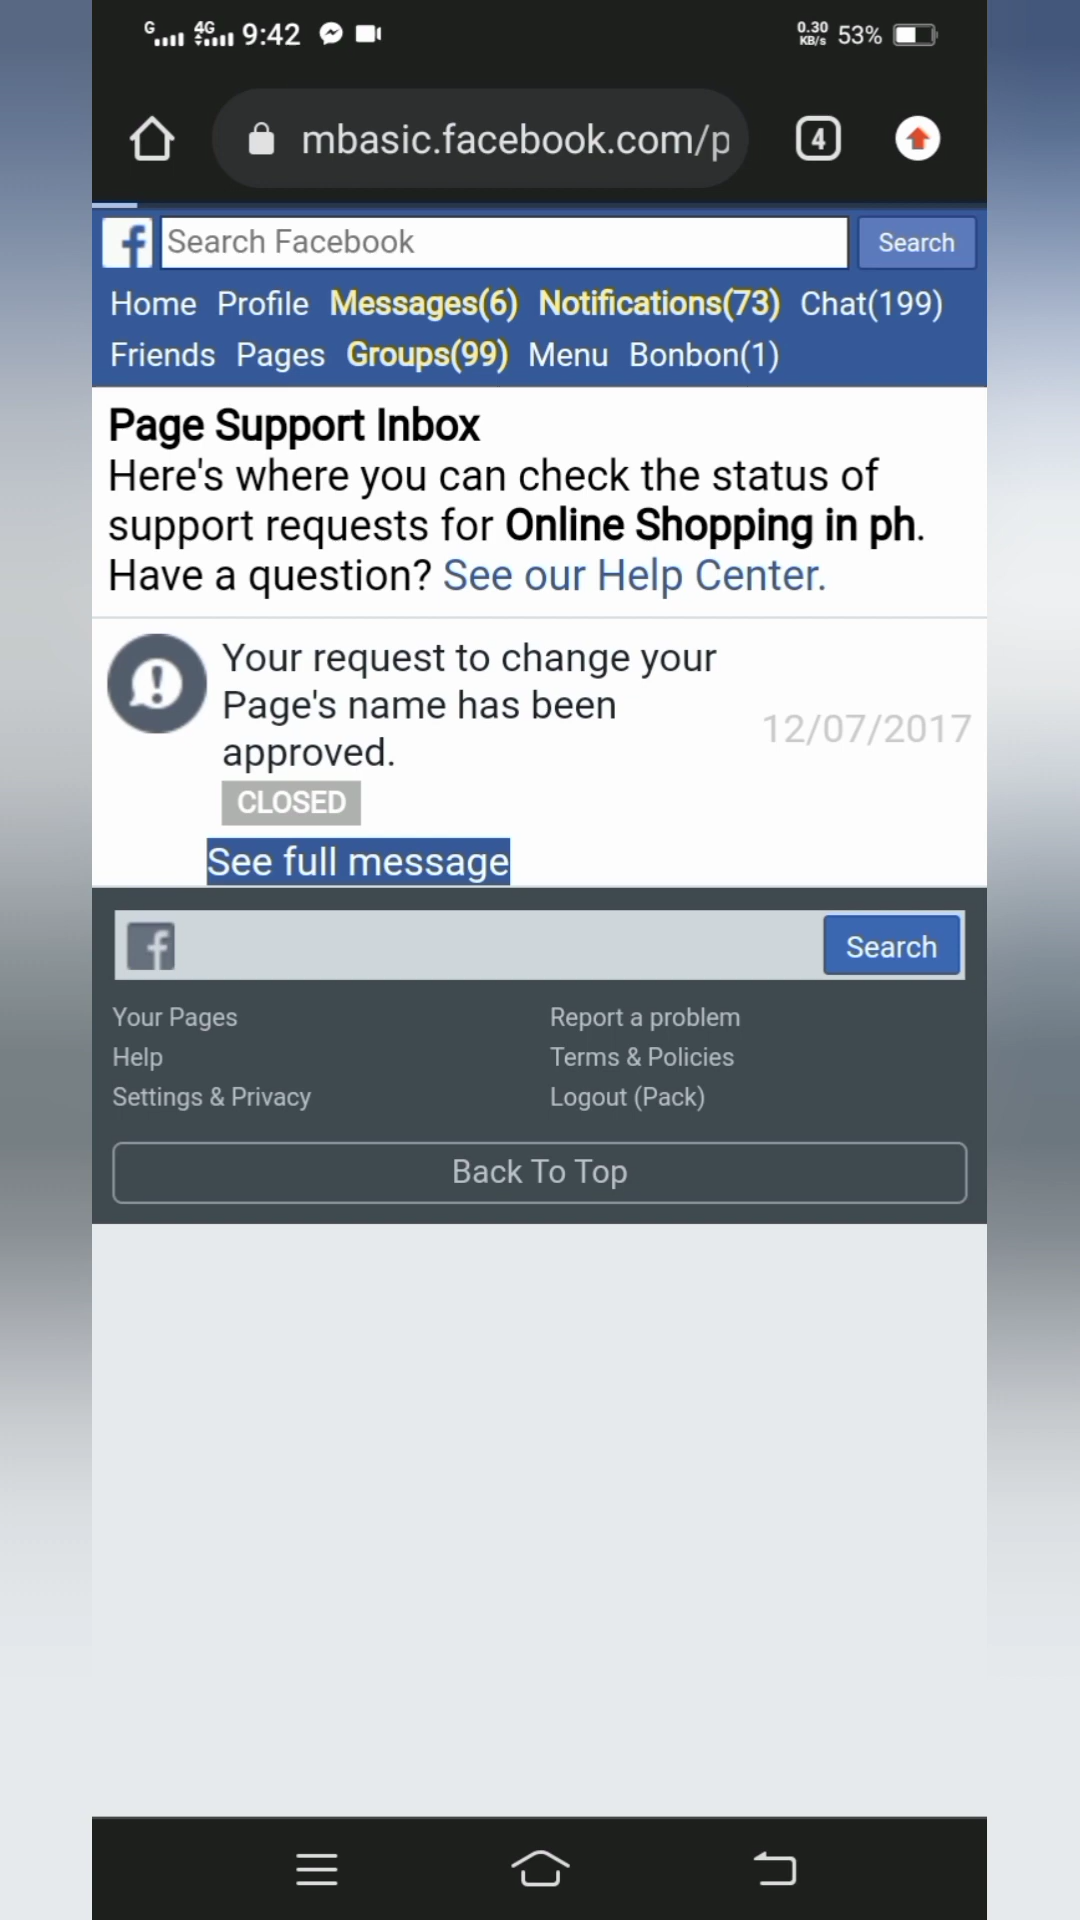 G 4G 9:42 0.30 KB/s 53%
mbasic.facebook.com/p 4
Search Facebook Search
Home Profile Messages(6) Notifications(73) Chat(199)
Friends Pages Groups(99) Menu Bonbon(1)
Page Support Inbox
Here's where you can check the status of
support requests for Online Shopping in ph.
Have a question? See our Help Center.
Your request to change your
Page's name has been
approved.
12/07/2017
CLOSED
See full message
Search
Your Pages Report a problem
Help Terms & Policies
Settings & Privacy Logout (Pack)
Back To Top